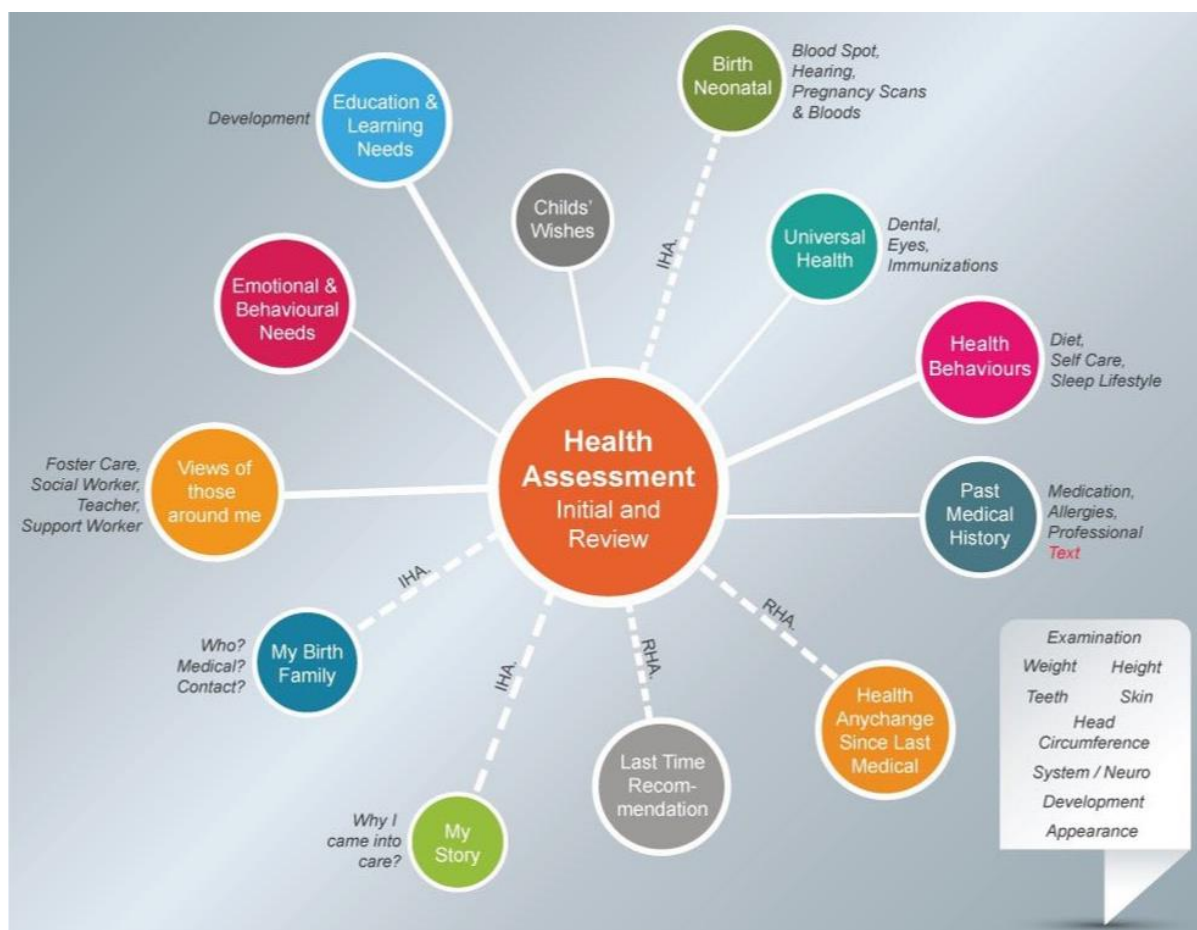 Education &
Learning
Needs
Development
Birth
Neonatal
Blood Spot,
Hearing,
Pregnancy Scans
& Bloods
Childs'
Wishes
IHA.
Universal
Health
Dental,
Eyes,
Immunizations
Emotional &
Behavioural
Needs
Health
Behaviours
Diet,
Self Care,
Sleep Lifestyle
Health
Assessment
Initial and
Review
Foster Care,
Social Worker,
Teacher,
Support Worker
Views of
those
around me
Past
Medical
History
Medication,
Allergies,
Professional
Text
IHA.
Who?
Medical?
Contact?
My Birth
Family
IHA.
Why I
came into
care?
My
Story
RHA.
Last Time
Recom-
mendation
RHA.
Health
Anychange
Since Last
Medical
Examination
Weight Height
Teeth Skin
Head
Circumference
System / Neuro
Development
Appearance